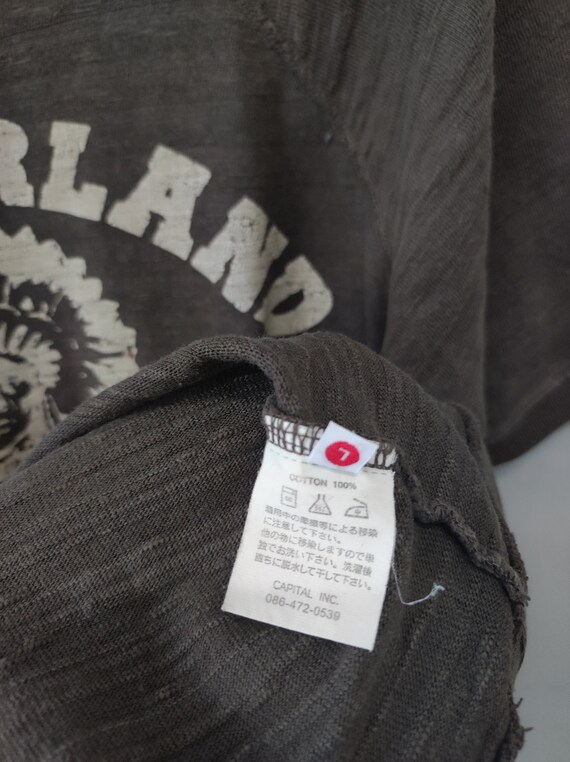 RLAND
COTTON 100%
着用中の摩擦等による移染
に注意して下さい。
他の物に移染しますので単
独でお洗い下さい。洗濯後
直ちに脱水して干して下さい。
CAPITAL INC.
086-472-0539